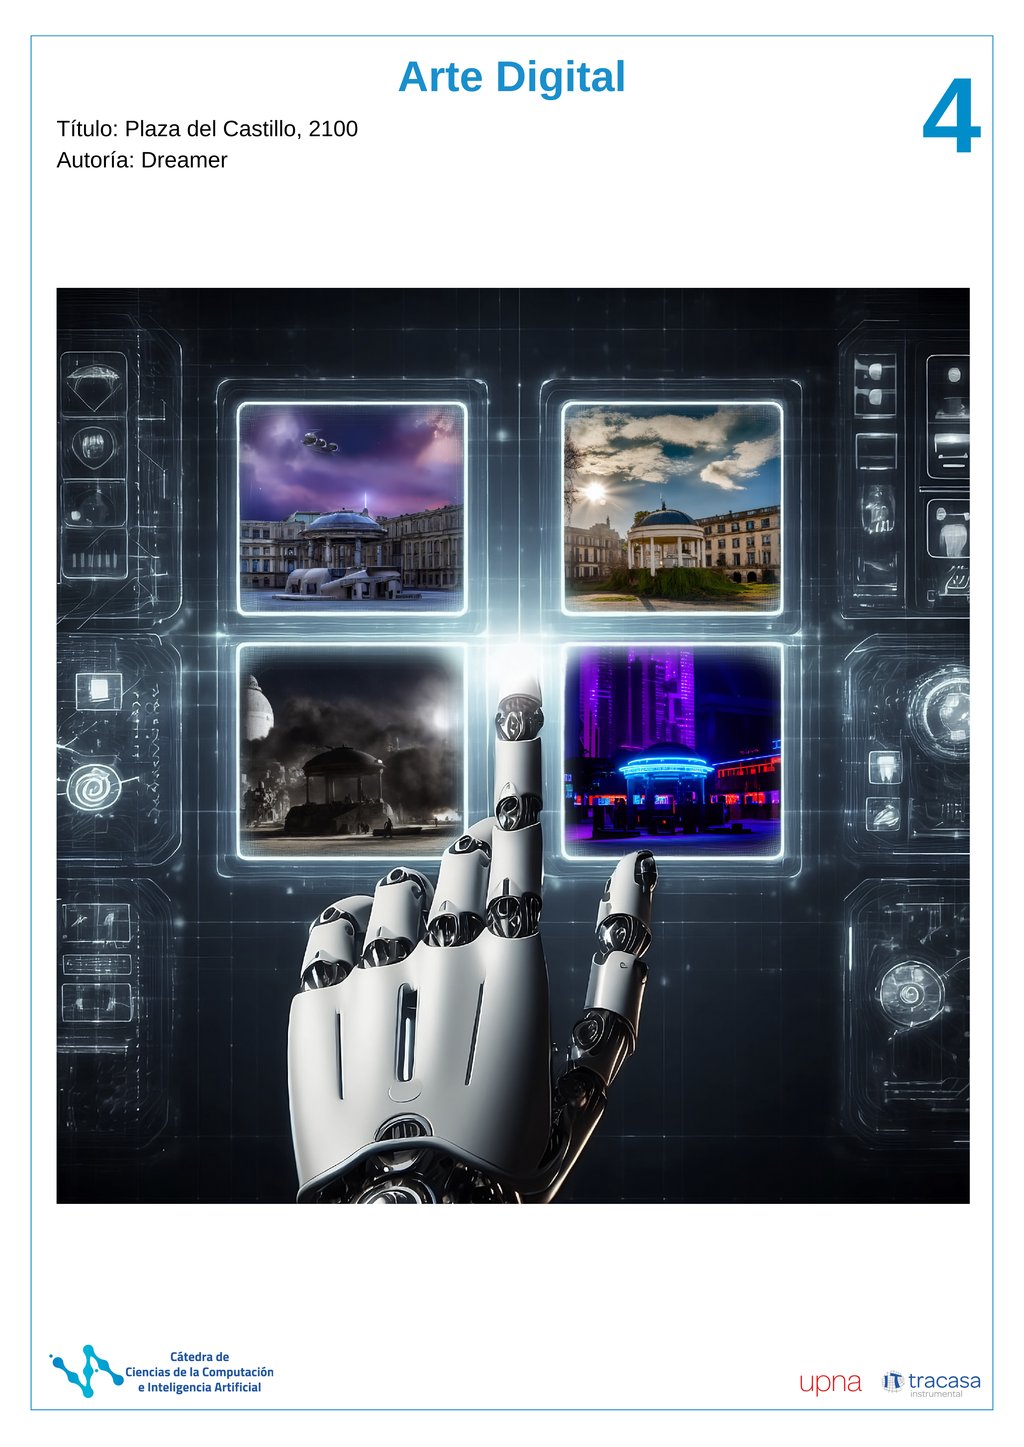 Arte Digital
4
Título: Plaza del Castillo, 2100
Autoría: Dreamer
Cátedra de
Ciencias de la Computación
e Inteligencia Artificial
upna
tracasa
instrumental